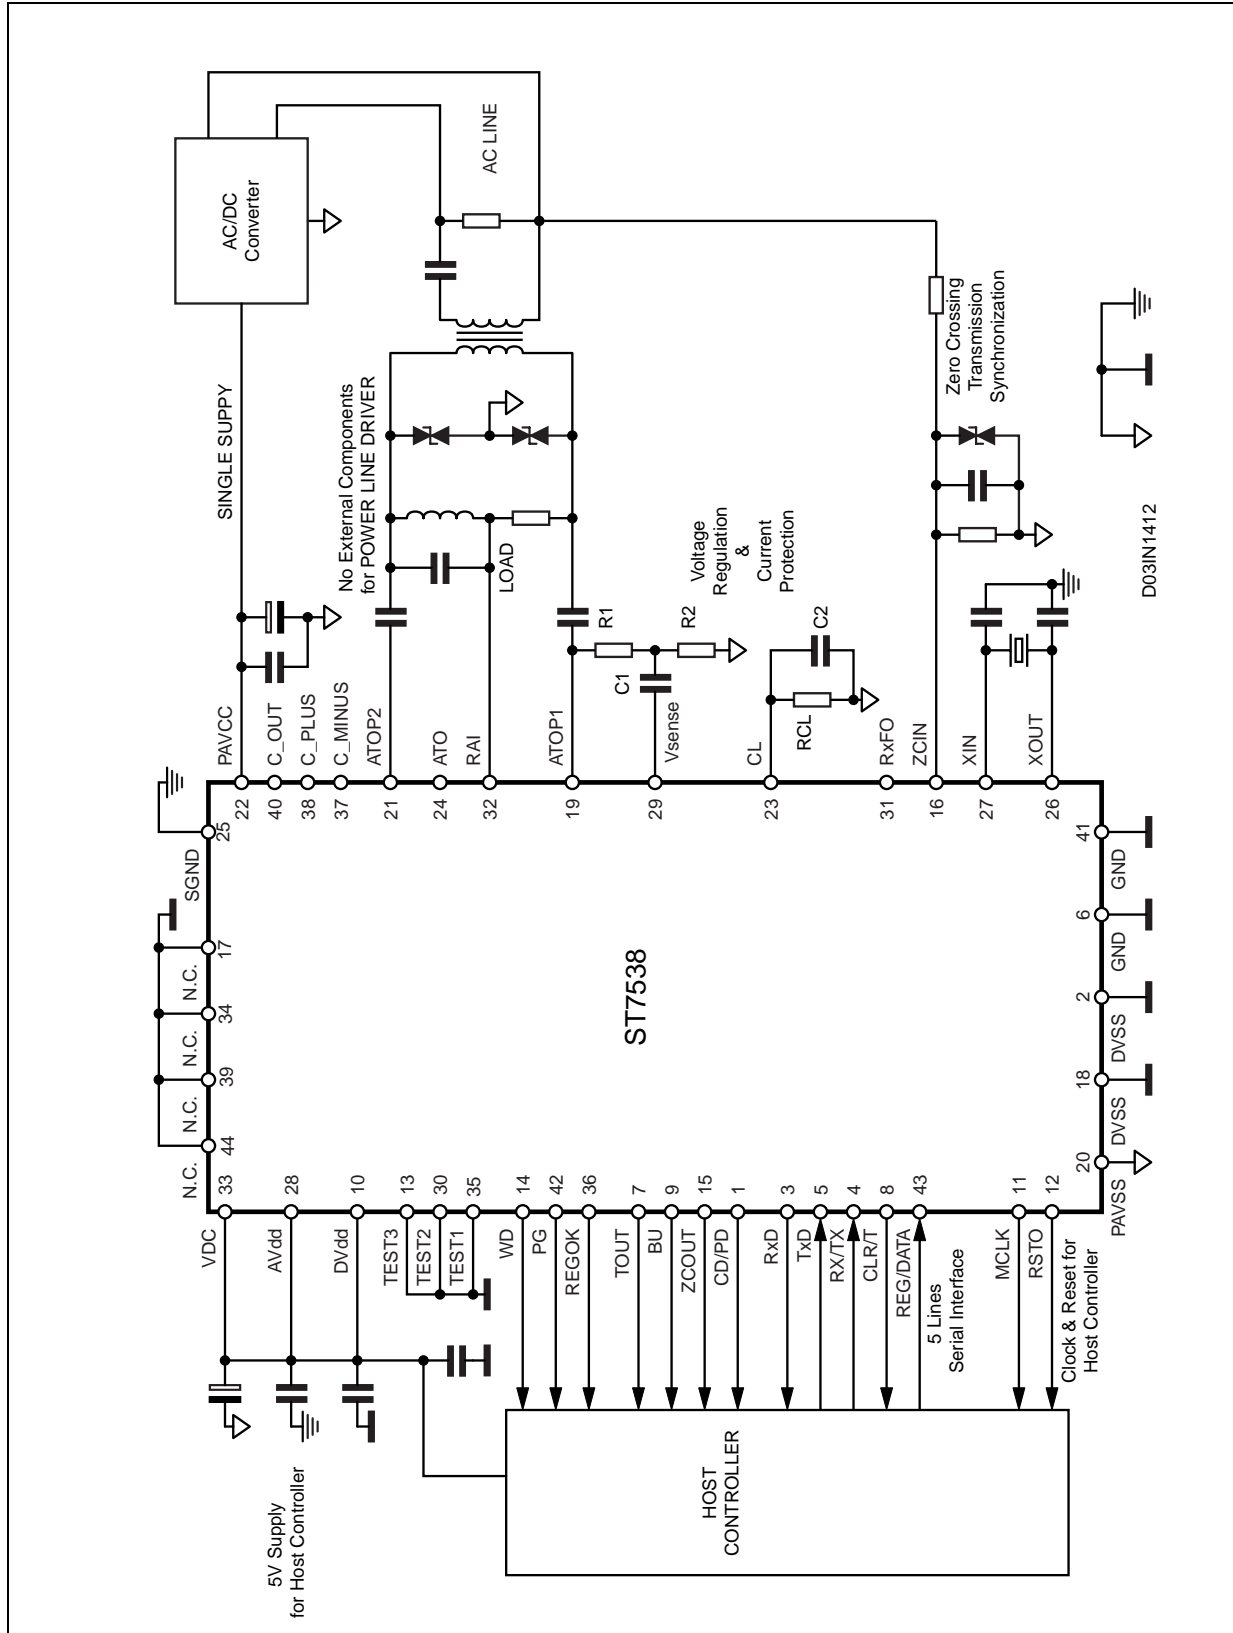 AC/DC
Converter
AC LINE
SINGLE SUPPLY
No External Components
for POWER LINE DRIVER
LOAD
R1
R2
C1
Voltage
Regulation
&
Current
Protection
C2
RCL
Zero Crossing
Transmission
Synchronization
D03IN1412
PAVCC
C_OUT
C_PLUS
C_MINUS
ATOP2
ATO
RAI
ATOP1
Vsense
CL
RxFO
ZCIN
XIN
XOUT
22
40
38
37
21
24
32
19
29
23
31
16
27
26
25
SGND
17
N.C.
34
N.C.
39
N.C.
44
N.C.
ST7538
41
GND
6
GND
2
DVSS
18
DVSS
20
PAVSS
33
28
10
13
30
35
14
42
36
7
9
15
1
3
5
4
8
43
11
12
VDC
AVdd
DVdd
TEST3
TEST2
TEST1
WD
PG
REGOK
TOUT
BU
ZCOUT
CD/PD
RxD
TxD
RX/TX
CLR/T
REG/DATA
MCLK
RSTO
5 Lines
Serial Interface
Clock & Reset for
Host Controller
5V Supply
for Host Controller
HOST
CONTROLLER